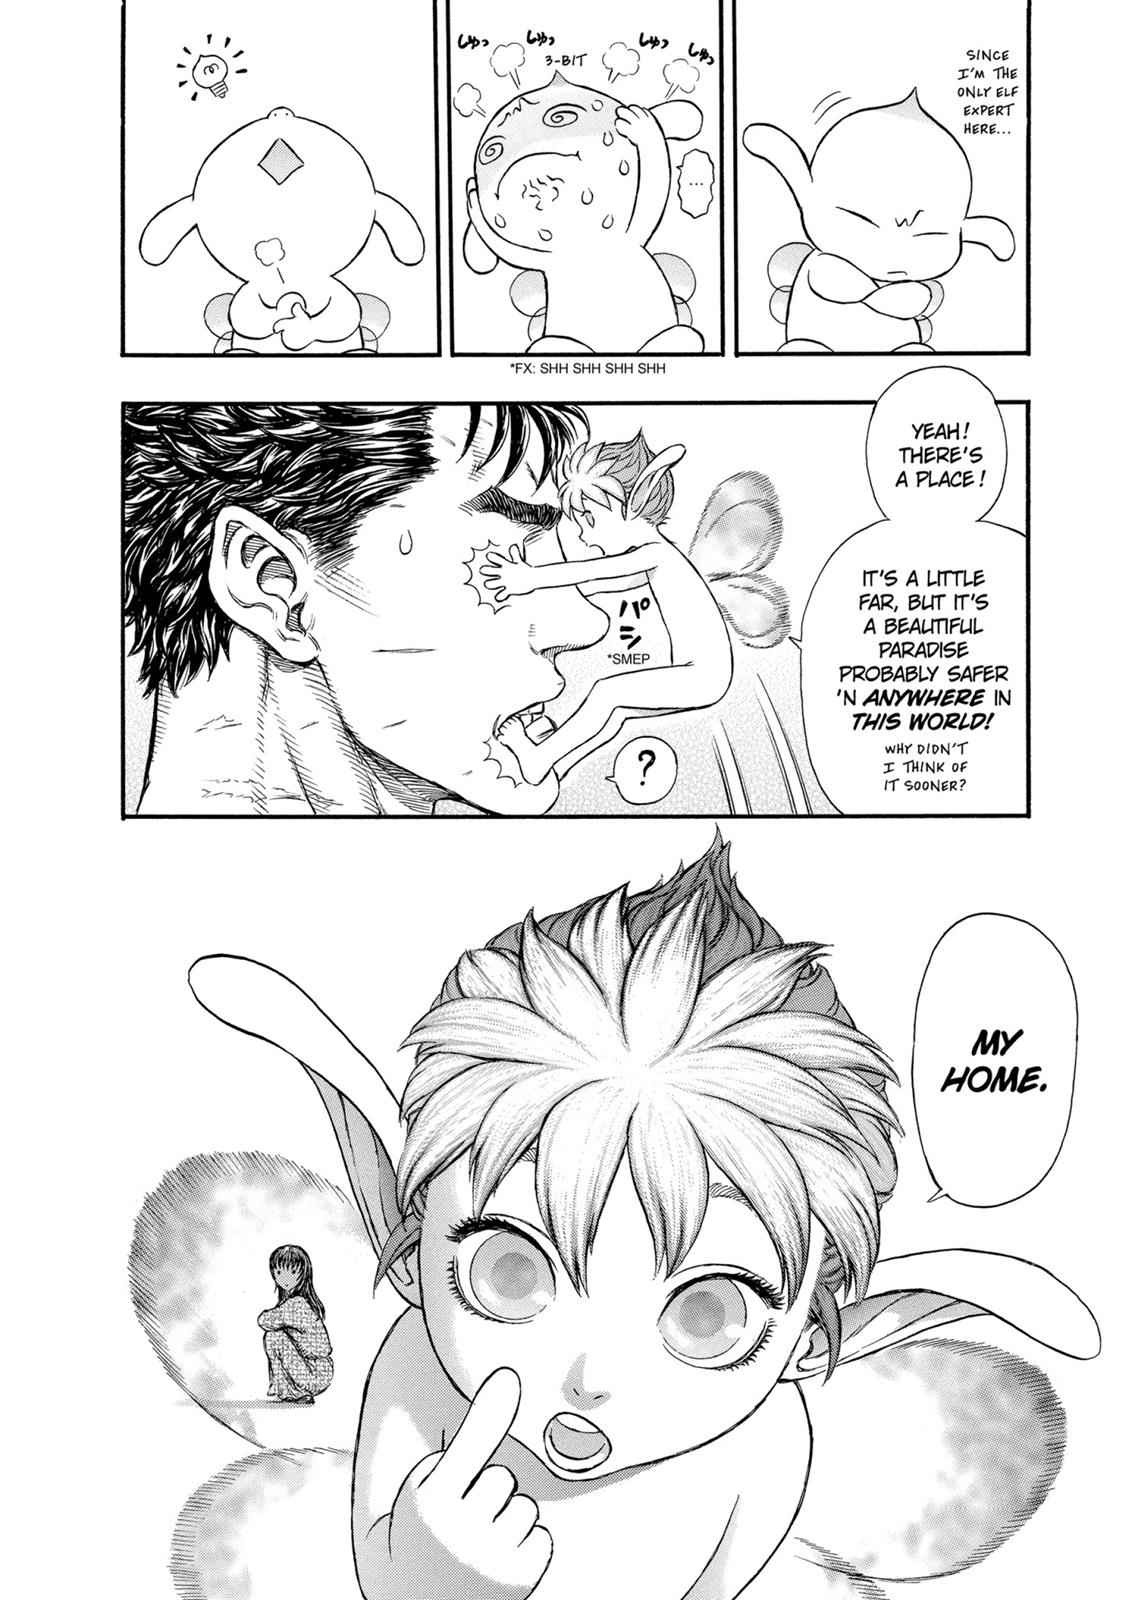 SINCE
I'M THE
ONLY ELF
EXPERT
HERE...
しゅっ
しゅっ
しゅっ
しゅっ
3-BIT
...
*FX: SHH SHH SHH SHH
YEAH!
THERE'S
A PLACE!
IT'S A LITTLE
FAR, BUT IT'S
A BEAUTIFUL
PARADISE
PROBABLY SAFER
'N ANYWHERE IN
THIS WORLD!
WHY DIDN'T
I THINK OF
IT SOONER?
パシ
*SMEP
?
MY
HOME.